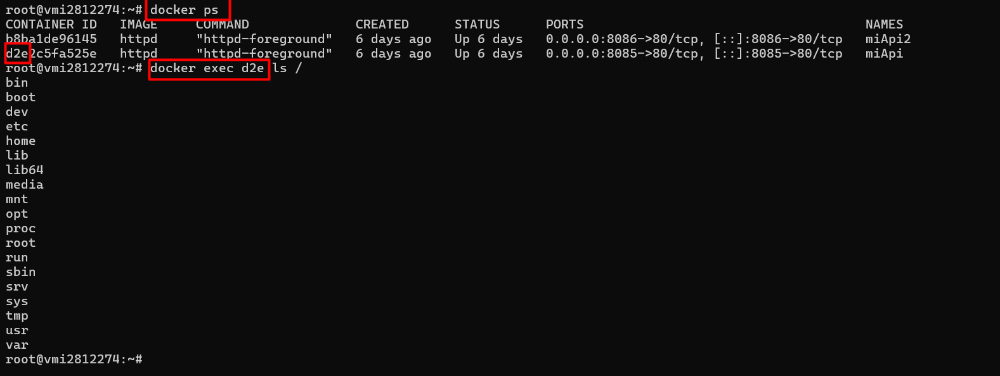 root@vmi2812274:~# docker ps
CONTAINER ID   IMAGE     COMMAND              CREATED      STATUS      PORTS                                     NAMES
b8ba1de96145   httpd     "httpd-foreground"   6 days ago   Up 6 days   0.0.0.0:8086->80/tcp, [::]:8086->80/tcp   miApi2
d2e2c5fa525e   httpd     "httpd-foreground"   6 days ago   Up 6 days   0.0.0.0:8085->80/tcp, [::]:8085->80/tcp   miApi
root@vmi2812274:~# docker exec d2e ls /
bin
boot
dev
etc
home
lib
lib64
media
mnt
opt
proc
root
run
sbin
srv
sys
tmp
usr
var
root@vmi2812274:~#